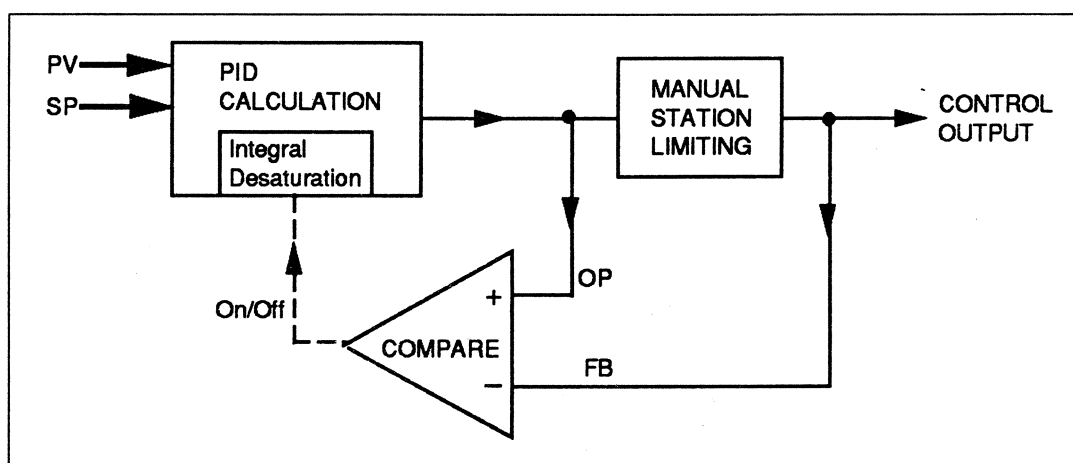 PV
SP
PID
CALCULATION
Integral
Desaturation
MANUAL
STATION
LIMITING
CONTROL
OUTPUT
OP
On/Off
+
COMPARE
−
FB